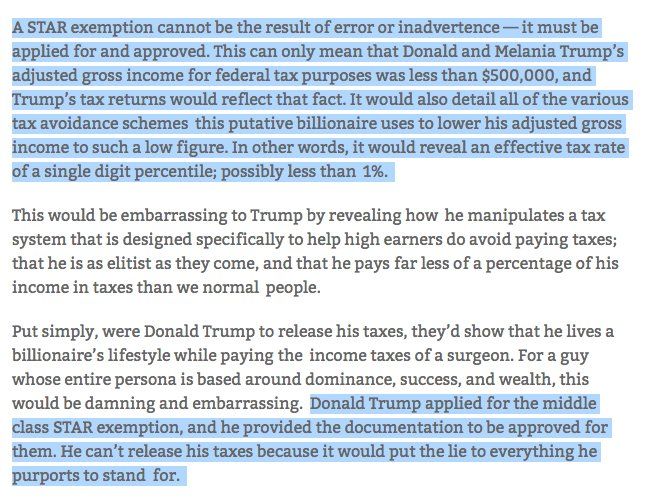 A STAR exemption cannot be the result of error or inadvertence — it must be
applied for and approved. This can only mean that Donald and Melania Trump's
adjusted gross income for federal tax purposes was less than $500,000, and
Trump's tax returns would reflect that fact. It would also detail all of the various
tax avoidance schemes this putative billionaire uses to lower his adjusted gross
income to such a low figure. In other words, it would reveal an effective tax rate
of a single digit percentile; possibly less than 1%.
This would be embarrassing to Trump by revealing how he manipulates a tax
system that is designed specifically to help high earners do avoid paying taxes;
that he is as elitist as they come, and that he pays far less of a percentage of his
income in taxes than we normal people.
Put simply, were Donald Trump to release his taxes, they'd show that he lives a
billionaire's lifestyle while paying the income taxes of a surgeon. For a guy
whose entire persona is based around dominance, success, and wealth, this
would be damning and embarrassing. Donald Trump applied for the middle
class STAR exemption, and he provided the documentation to be approved for
them. He can't release his taxes because it would put the lie to everything he
purports to stand for.